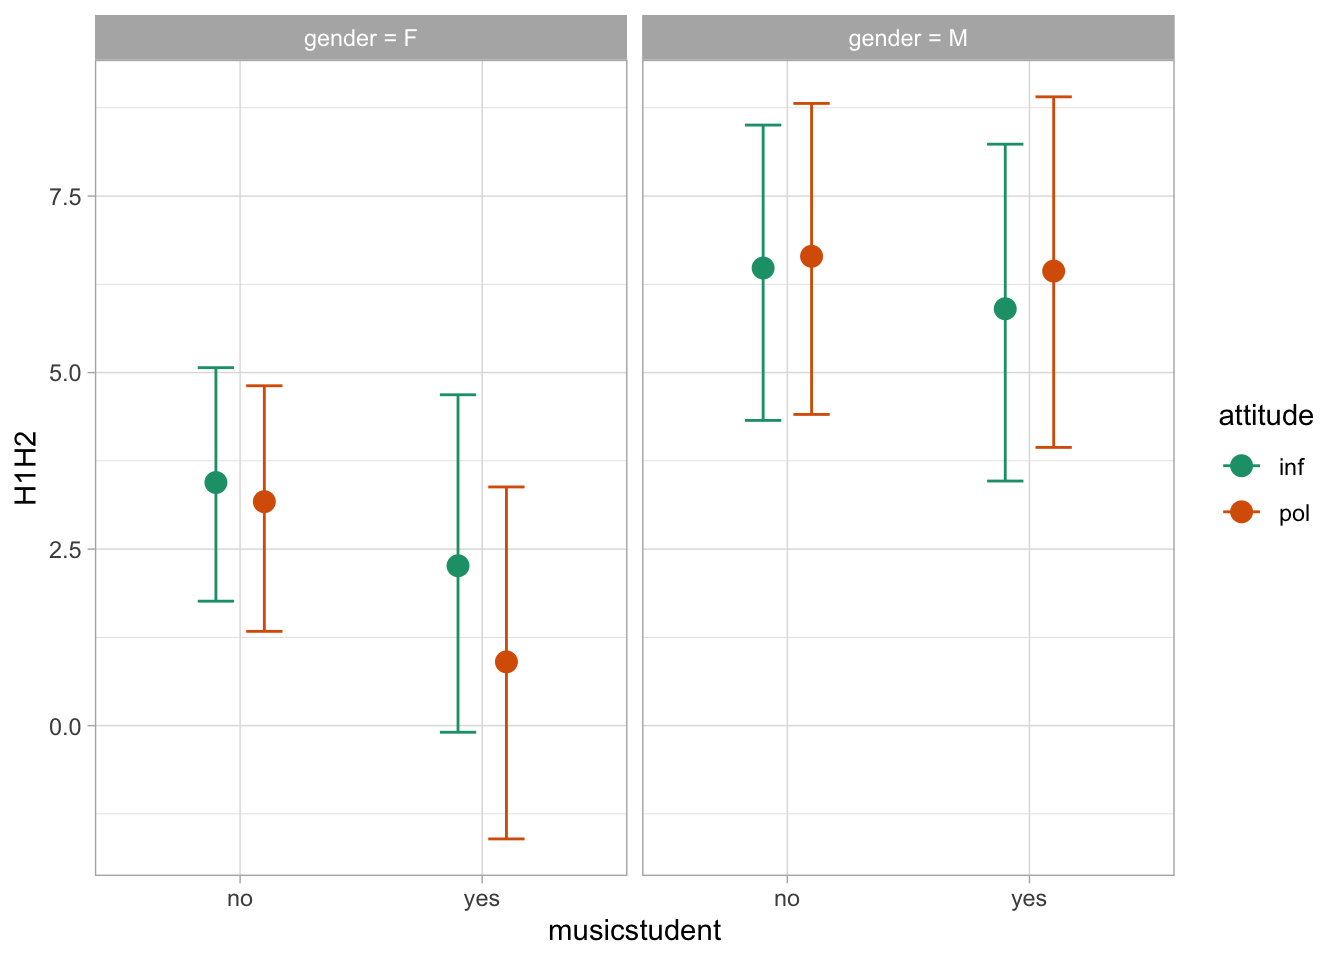 gender = F
gender = M
H1H2
7.5
5.0
2.5
0.0
no
yes
no
yes
musicstudent
attitude
inf
pol